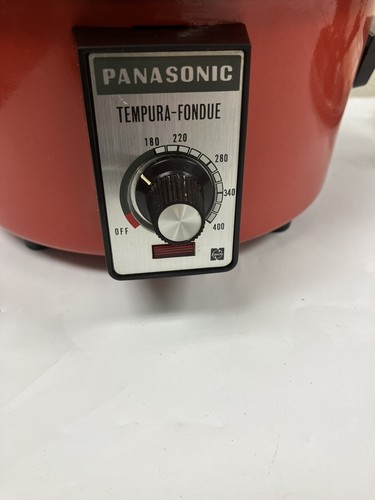 PANASONIC
TEMPURA-FONDUE
180 220
280
340
OFF 400